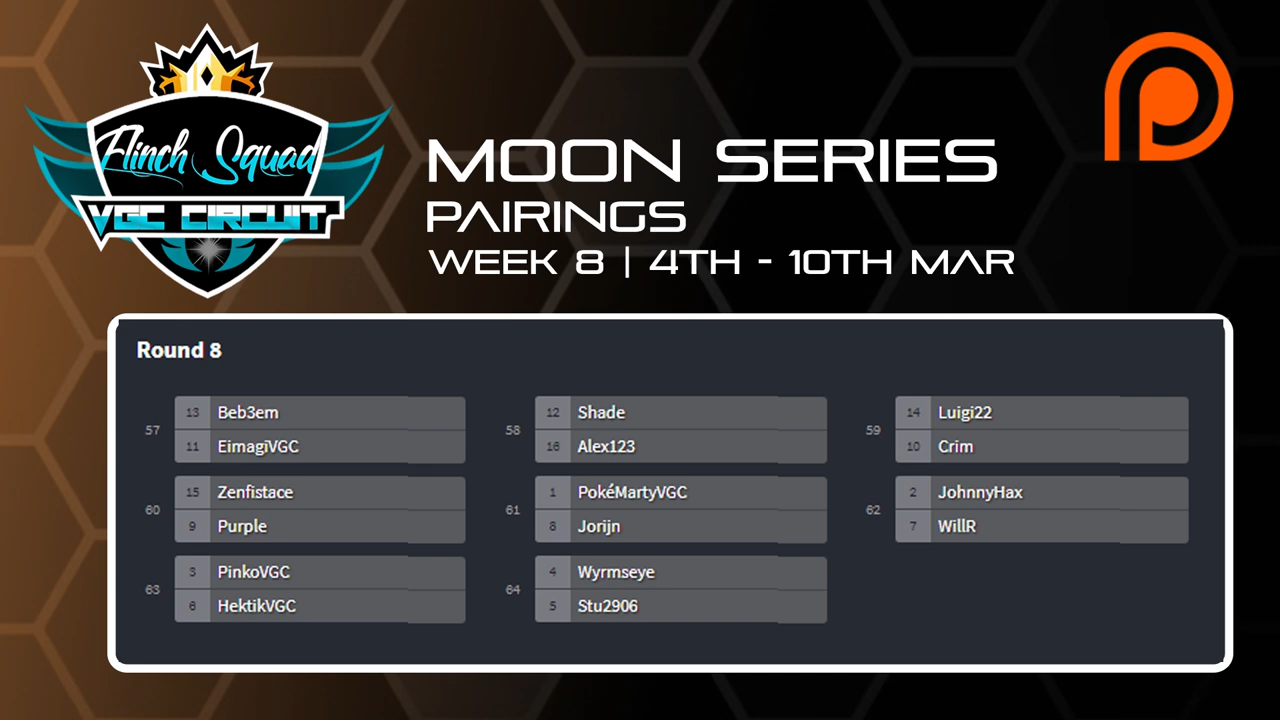 Flinch Squad
VGC CIRCUIT
MOON SERIES
PAIRINGS
WEEK 8 | 4TH - 10TH MAR
Round 8
57
13 Beb3em
11 EimagiVGC
58
12 Shade
16 Alex123
59
14 Luigi22
10 Crim
60
15 Zenfistace
9 Purple
61
1 PokéMartyVGC
8 Jorijn
62
2 JohnnyHax
7 WillR
63
3 PinkoVGC
6 HektikVGC
64
4 Wyrmseye
5 Stu2906